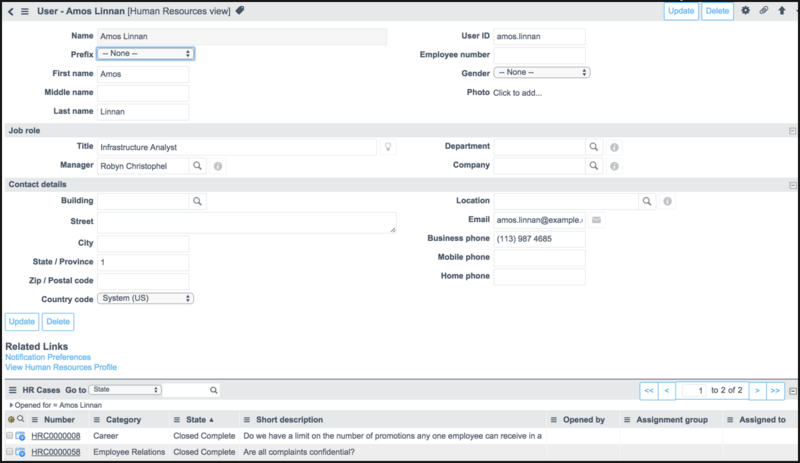 User - Amos Linnan [Human Resources view] Update Delete
Name Amos Linnan User ID amos.linnan
Prefix -- None -- Employee number
First name Amos Gender -- None --
Middle name Photo Click to add...
Last name Linnan
Job role
Title Infrastructure Analyst Department
Manager Robyn Christophel Company
Contact details
Building Location
Street Email amos.linnan@example.
City Business phone (113) 987 4685
State / Province 1 Mobile phone
Zip / Postal code Home phone
Country code System (US)
Update Delete
Related Links
Notification Preferences
View Human Resources Profile
HR Cases Go to State << < 1 to 2 of 2 > >>
Opened for = Amos Linnan
Number Category State ▲ Short description Opened by Assignment group Assigned to
HRC0000008 Career Closed Complete Do we have a limit on the number of promotions any one employee can receive in a
HRC0000058 Employee Relations Closed Complete Are all complaints confidential?